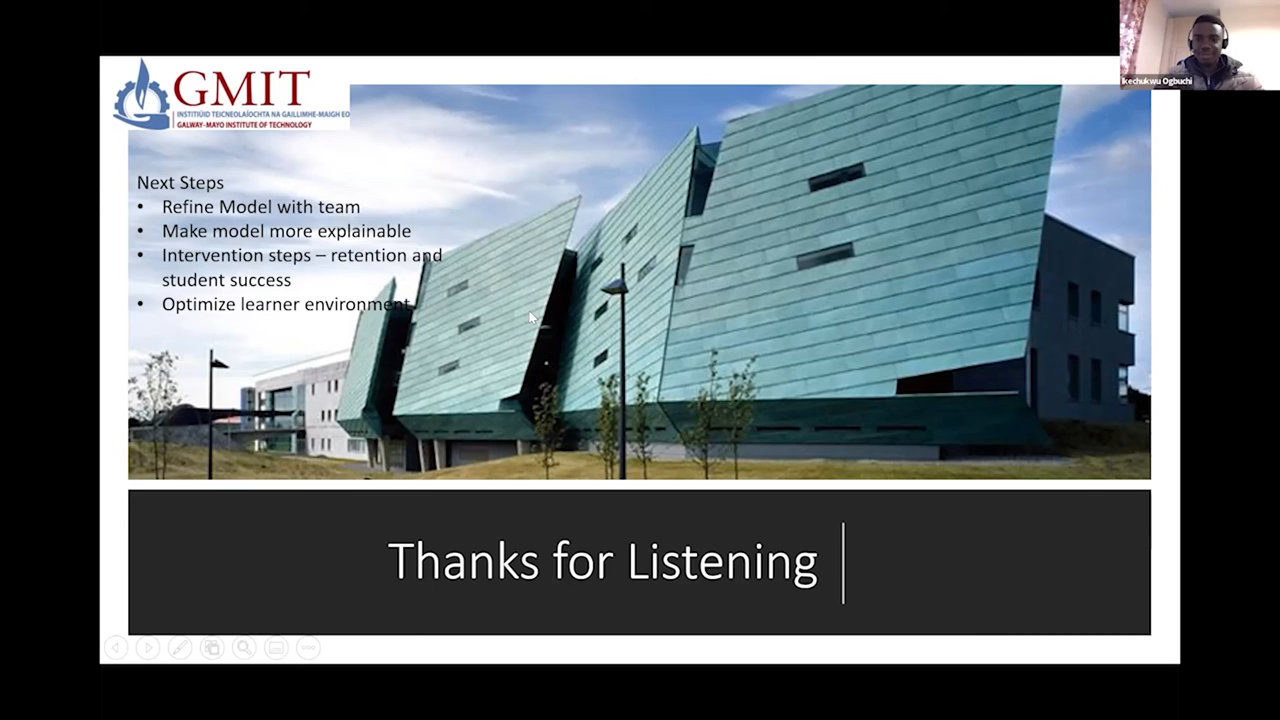 Ikechukwu Ogbuchi
GMIT
INSTITIÚID TEICNEOLAÍOCHTA NA GAILLIMHE-MAIGH EO
GALWAY-MAYO INSTITUTE OF TECHNOLOGY
Next Steps
• Refine Model with team
• Make model more explainable
• Intervention steps – retention and
student success
• Optimize learner environment
Thanks for Listening